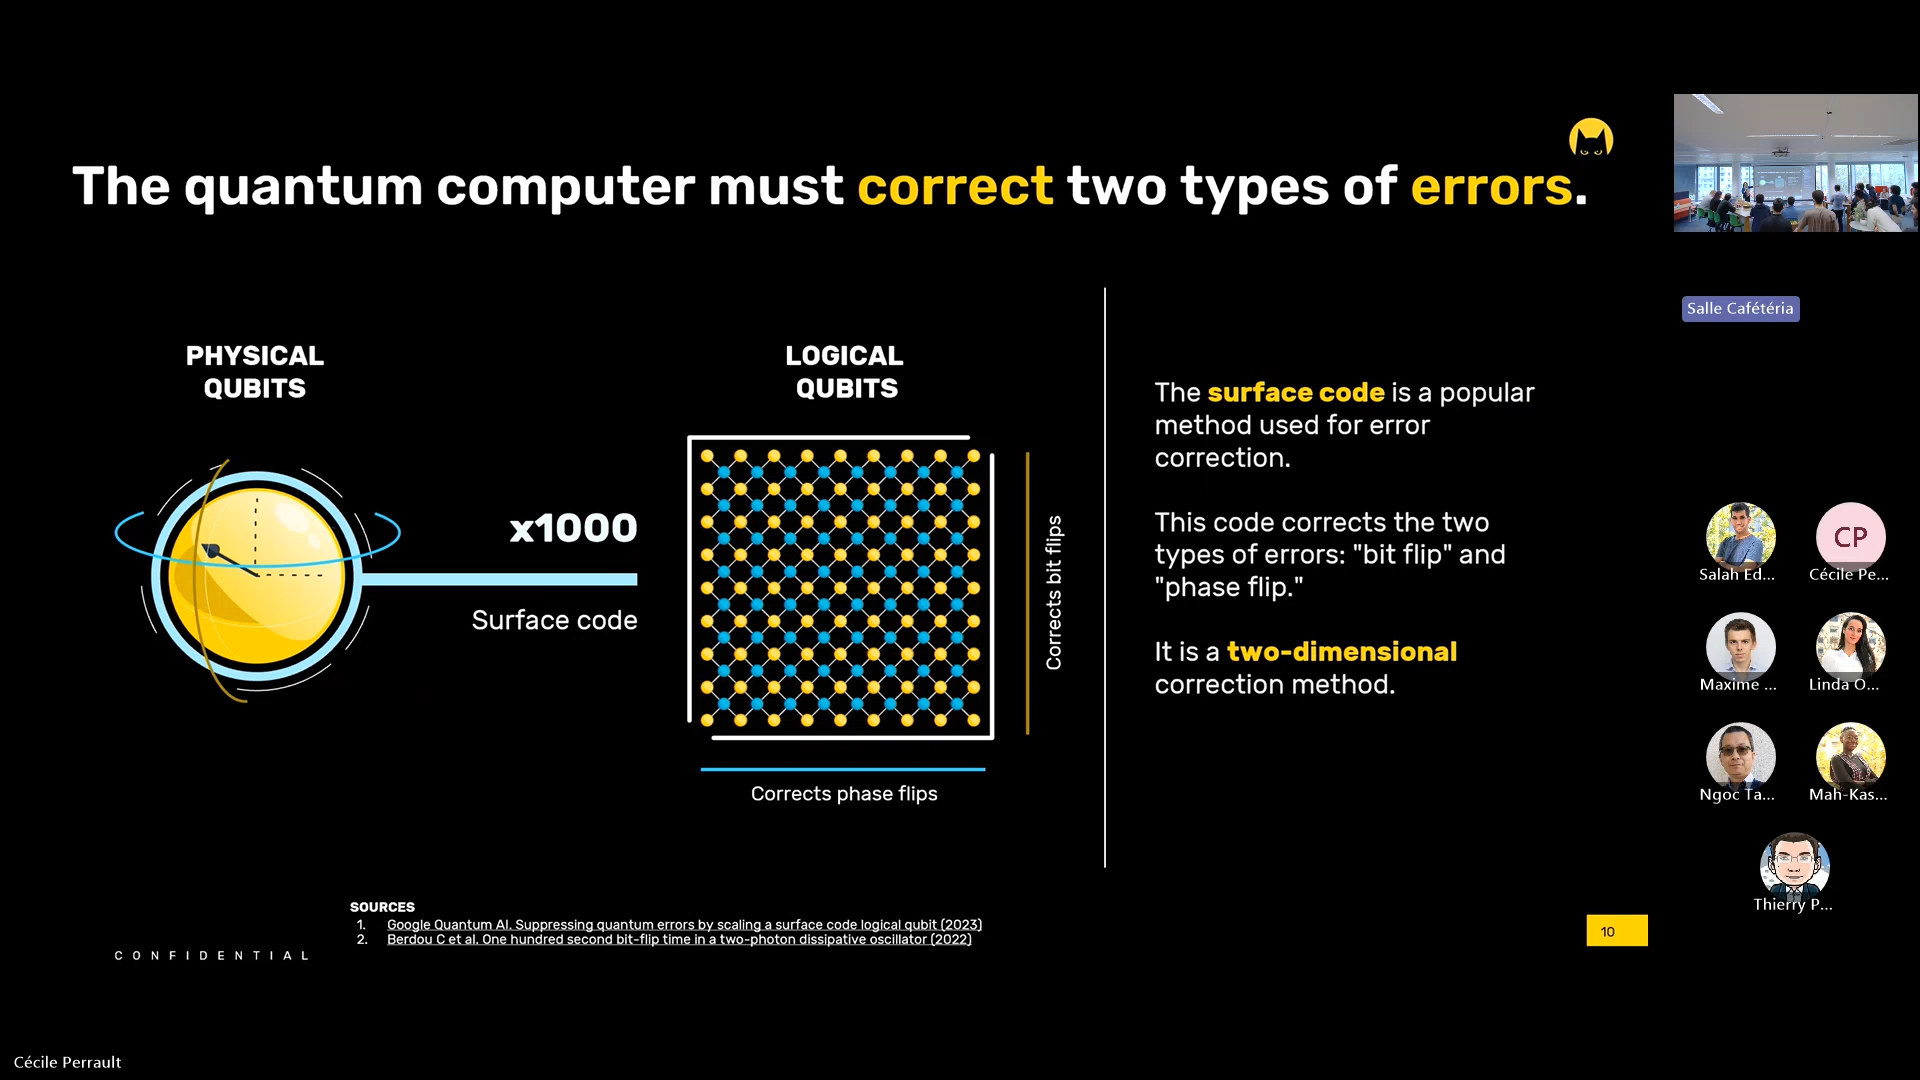 The quantum computer must correct two types of errors.
Salle Cafétéria
PHYSICAL
QUBITS
LOGICAL
QUBITS
x1000
Surface code
Corrects bit flips
Corrects phase flips
The surface code is a popular
method used for error
correction.
This code corrects the two
types of errors: "bit flip" and
"phase flip."
It is a two-dimensional
correction method.
Salah Ed...
CP
Cécile Pe...
Maxime ...
Linda O...
Ngoc Ta...
Mah-Kas...
Thierry P...
SOURCES
1. Google Quantum AI. Suppressing quantum errors by scaling a surface code logical qubit (2023)
2. Berdou C et al. One hundred second bit-flip time in a two-photon dissipative oscillator (2022)
CONFIDENTIAL
10
Cécile Perrault